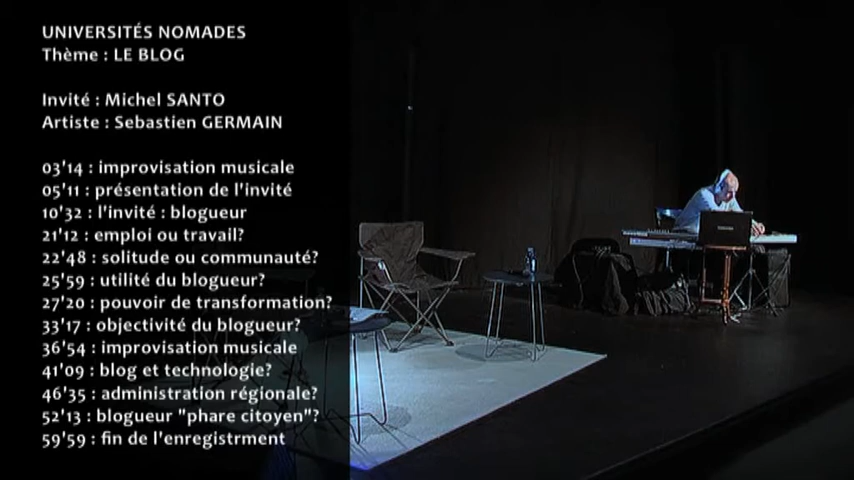 UNIVERSITÉS NOMADES
Thème : LE BLOG
Invité : Michel SANTO
Artiste : Sebastien GERMAIN
03'14 : improvisation musicale
05'11 : présentation de l'invité
10'32 : l'invité : blogueur
21'12 : emploi ou travail?
22'48 : solitude ou communauté?
25'59 : utilité du blogueur?
27'20 : pouvoir de transformation?
33'17 : objectivité du blogueur?
36'54 : improvisation musicale
41'09 : blog et technologie?
46'35 : administration régionale?
52'13 : blogueur "phare citoyen"?
59'59 : fin de l'enregistrment